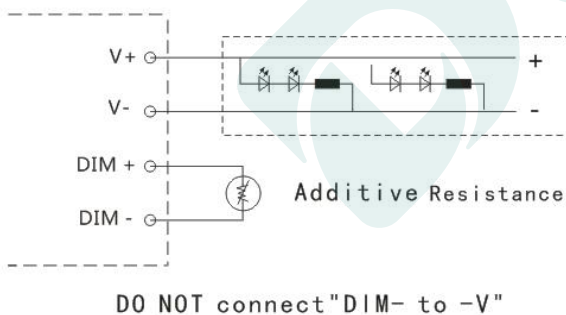 V+
+
V-
-
DIM +
Additive Resistance
DIM -
DO NOT connect"DIM- to -V"